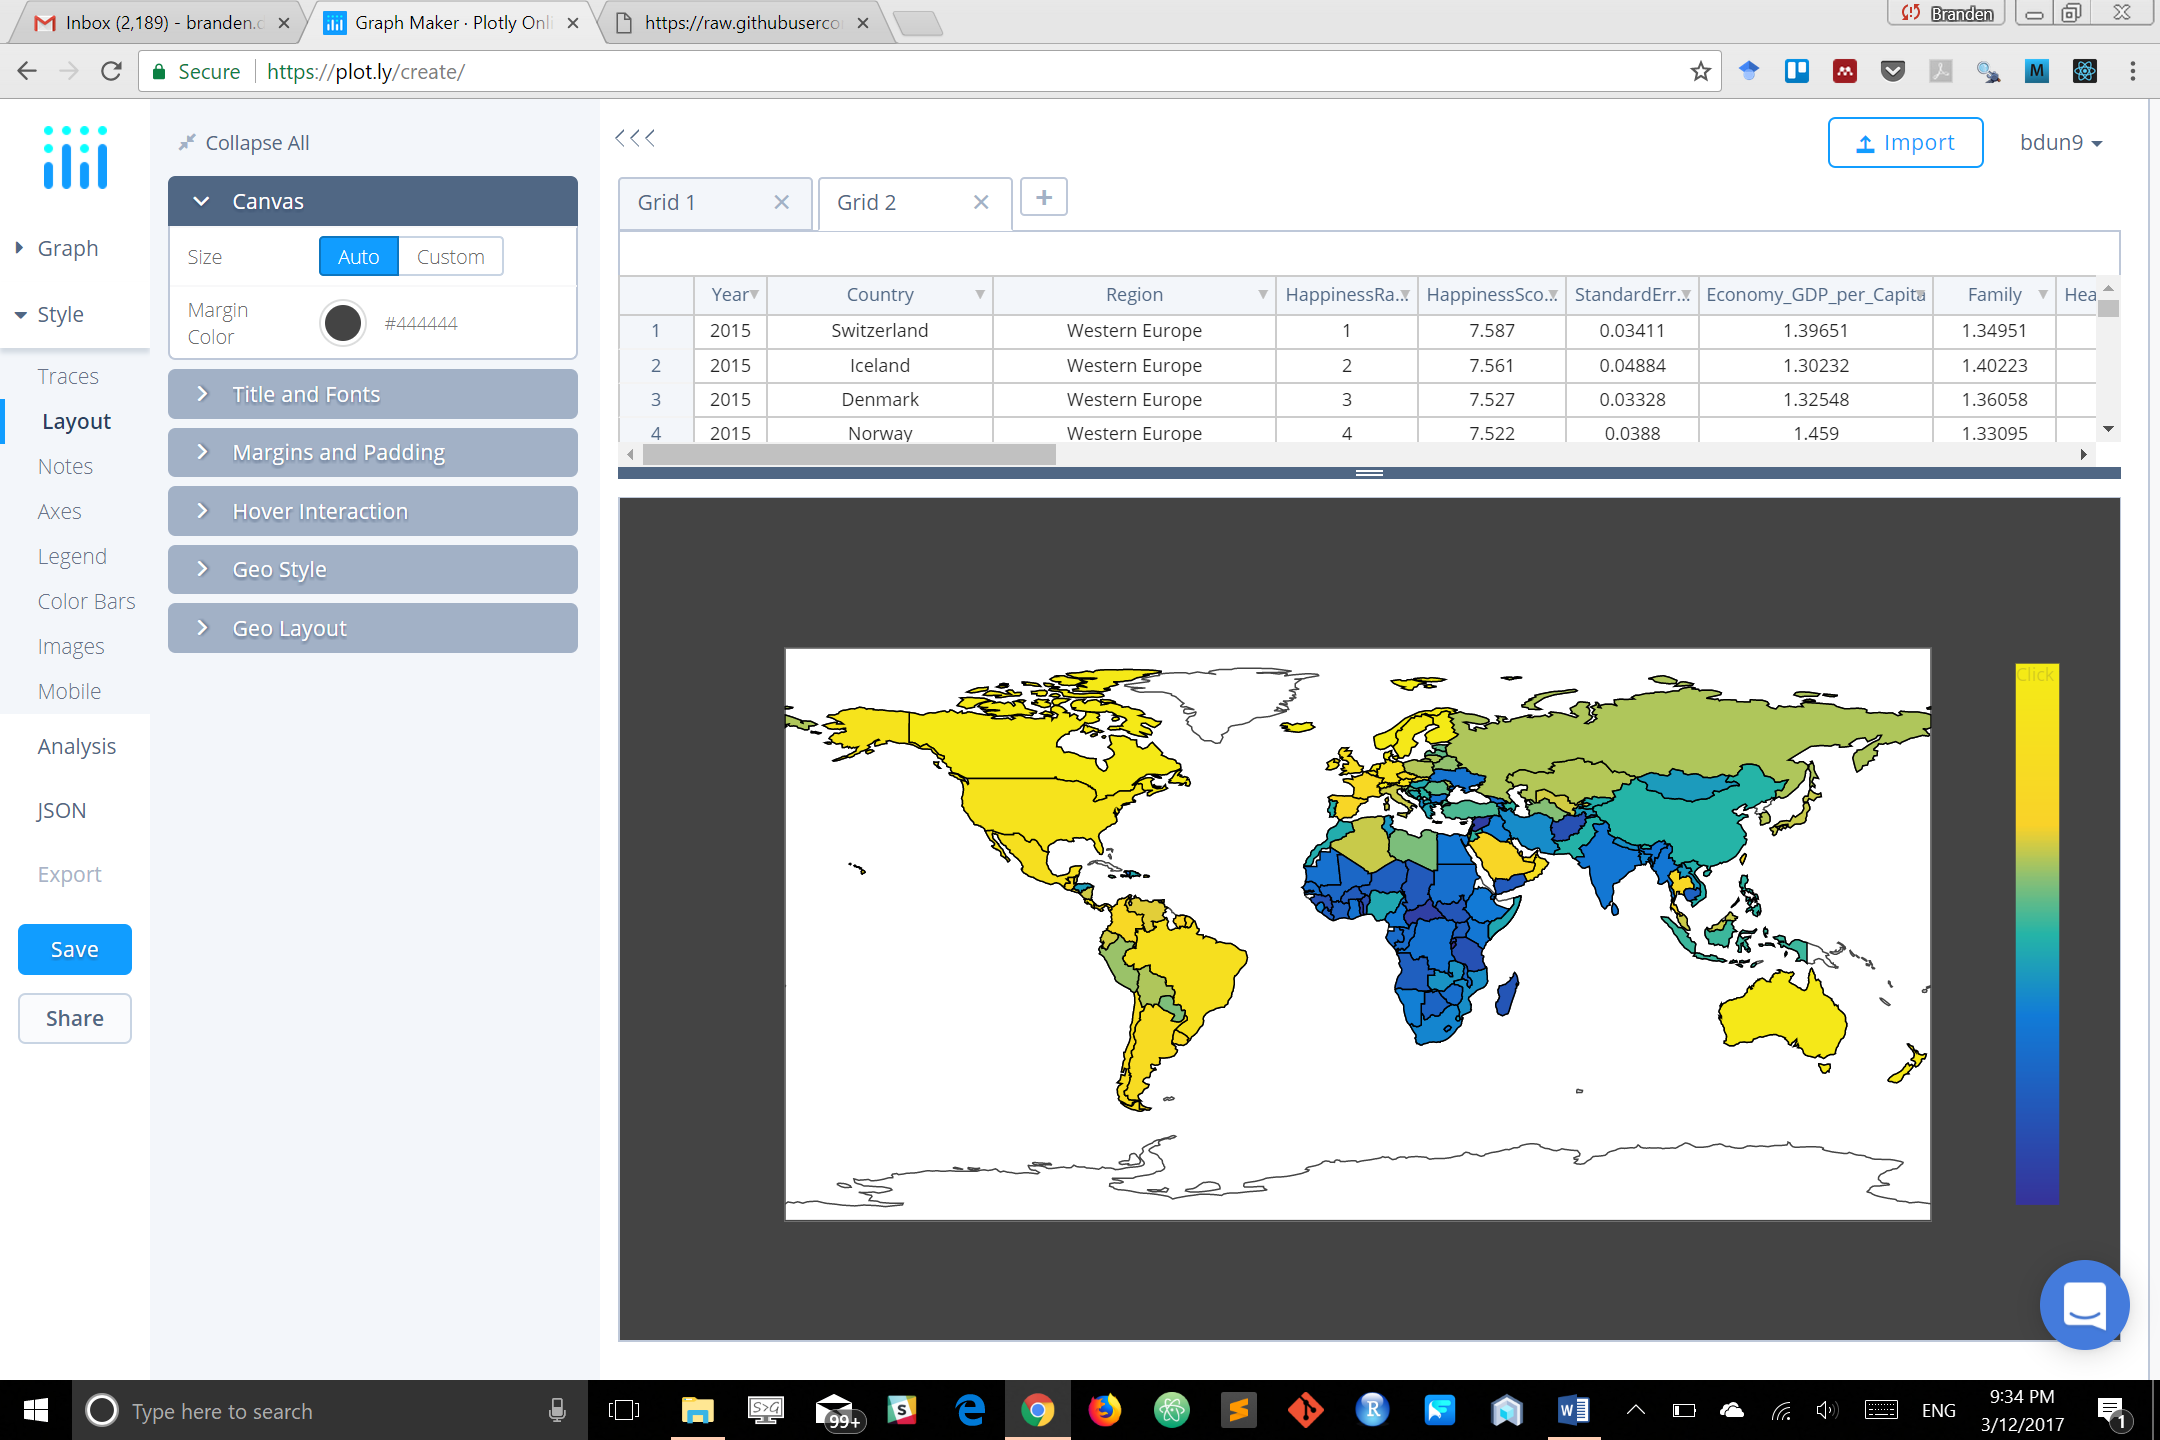 Inbox (2,189) - branden.
Graph Maker · Plotly Onli
https://raw.githubuserco
Branden
Secure
https://plot.ly/create/
M
Collapse All
Import
bdun9
Canvas
Grid 1
Grid 2
+
Graph
Size
Auto
Custom
Style
Margin
Color
#444444
Year Country Region HappinessRa... HappinessSco... StandardErr... Economy_GDP_per_Capita Family Hea
1 2015 Switzerland Western Europe 1 7.587 0.03411 1.39651 1.34951
2 2015 Iceland Western Europe 2 7.561 0.04884 1.30232 1.40223
3 2015 Denmark Western Europe 3 7.527 0.03328 1.32548 1.36058
4 2015 Norway Western Europe 4 7.522 0.0388 1.459 1.33095
Traces
Layout
Notes
Axes
Legend
Color Bars
Images
Mobile
Title and Fonts
Margins and Padding
Hover Interaction
Geo Style
Geo Layout
Analysis
JSON
Export
Save
Share
Click
Type here to search
S>G
99+
S
R
W
ENG
9:34 PM
3/12/2017
1